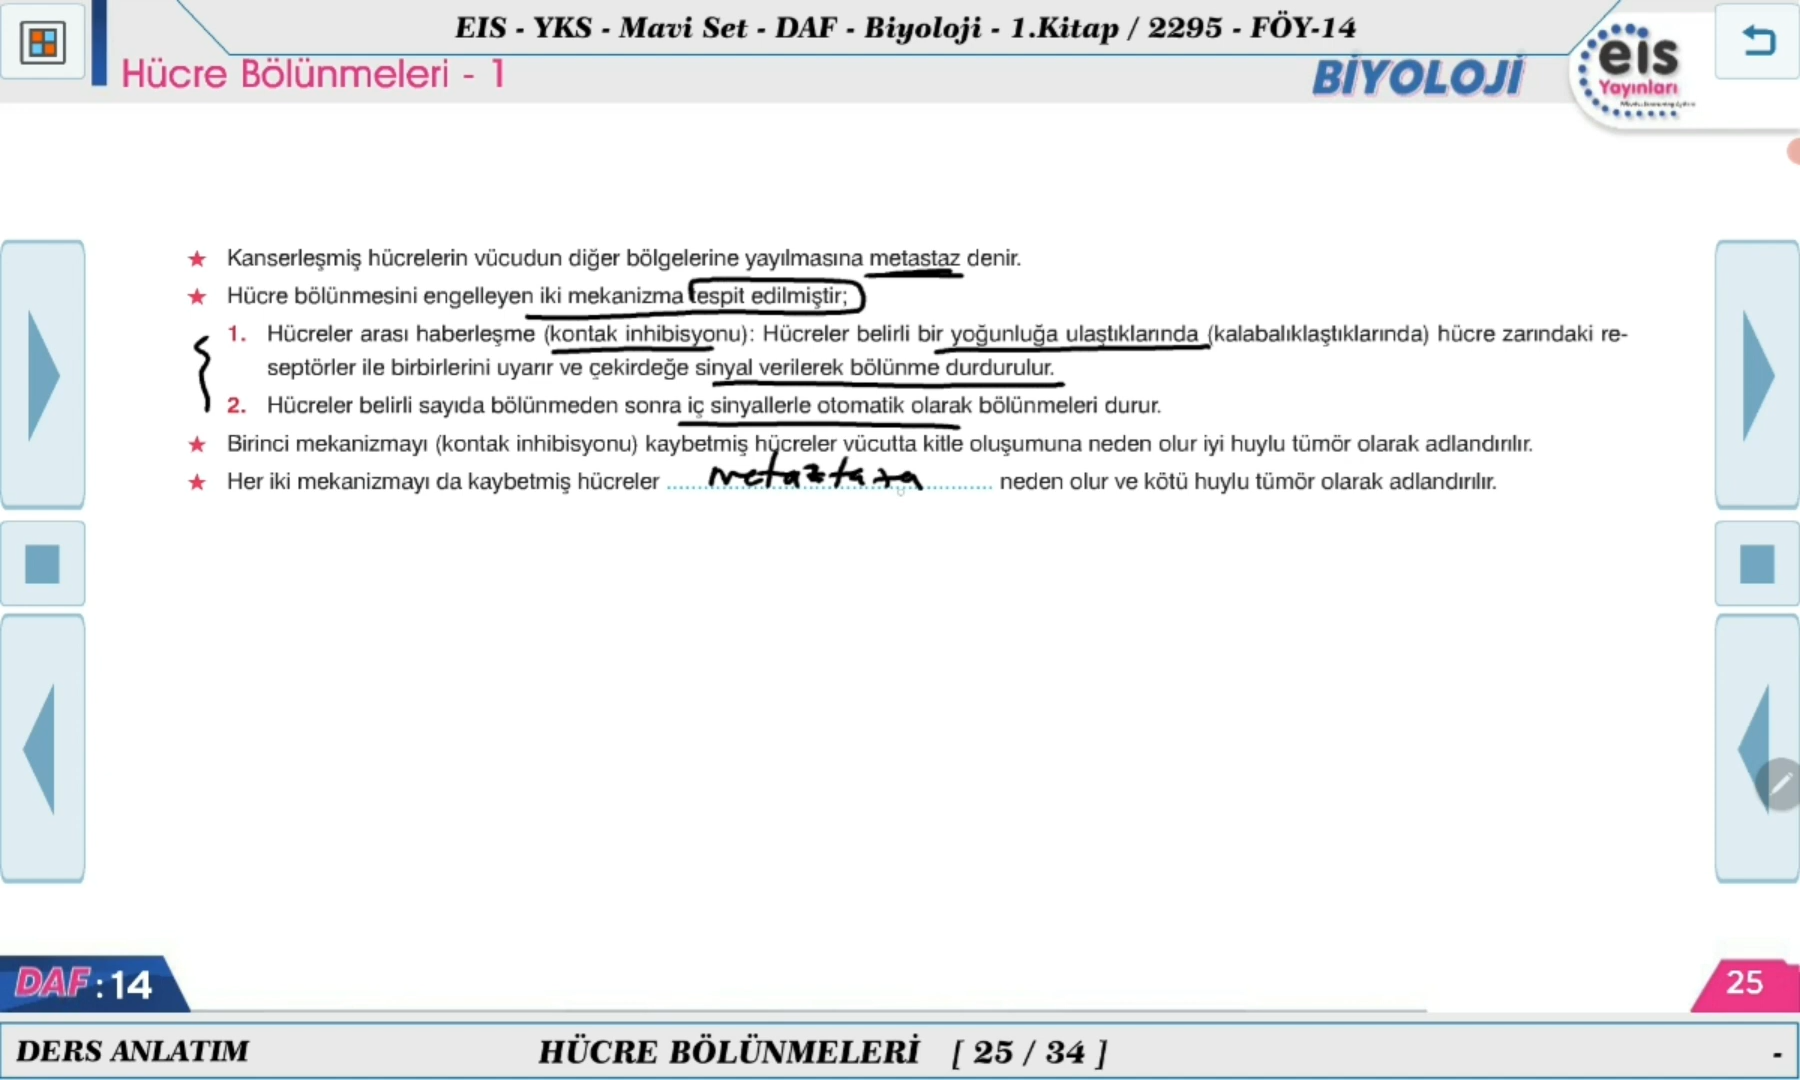 EIS - YKS - Mavi Set - DAF - Biyoloji - 1.Kitap / 2295 - FÖY-14
Hücre Bölünmeleri - 1
BİYOLOJİ
eis
Yayınları
★ Kanserleşmiş hücrelerin vücudun diğer bölgelerine yayılmasına metastaz denir.
★ Hücre bölünmesini engelleyen iki mekanizma tespit edilmiştir;
1. Hücreler arası haberleşme (kontak inhibisyonu): Hücreler belirli bir yoğunluğa ulaştıklarında (kalabalıklaştıklarında) hücre zarındaki re-
septörler ile birbirlerini uyarır ve çekirdeğe sinyal verilerek bölünme durdurulur.
2. Hücreler belirli sayıda bölünmeden sonra iç sinyallerle otomatik olarak bölünmeleri durur.
★ Birinci mekanizmayı (kontak inhibisyonu) kaybetmiş hücreler vücutta kitle oluşumuna neden olur iyi huylu tümör olarak adlandırılır.
★ Her iki mekanizmayı da kaybetmiş hücreler metaztaza neden olur ve kötü huylu tümör olarak adlandırılır.
DAF : 14
25
DERS ANLATIM
HÜCRE BÖLÜNMELERİ [ 25 / 34 ]
-